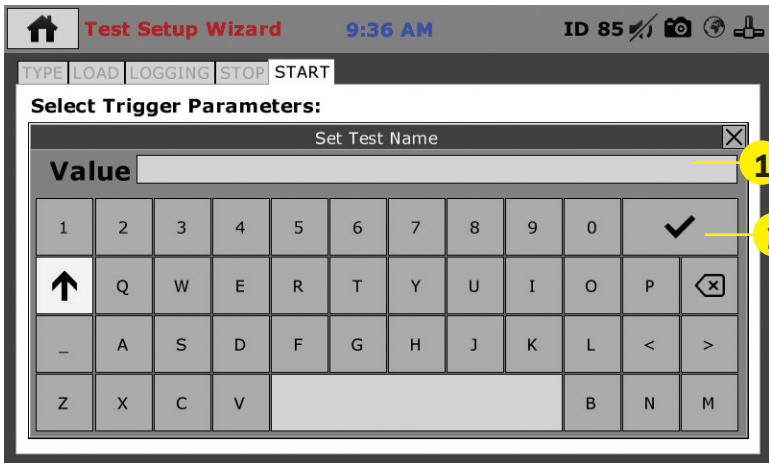 Test Setup Wizard 9:36 AM ID 85
TYPE LOAD LOGGING STOP START
Select Trigger Parameters:
Set Test Name
Value 1
1 2 3 4 5 6 7 8 9 0
Q W E R T Y U I O P
_ A S D F G H J K L < >
Z X C V B N M